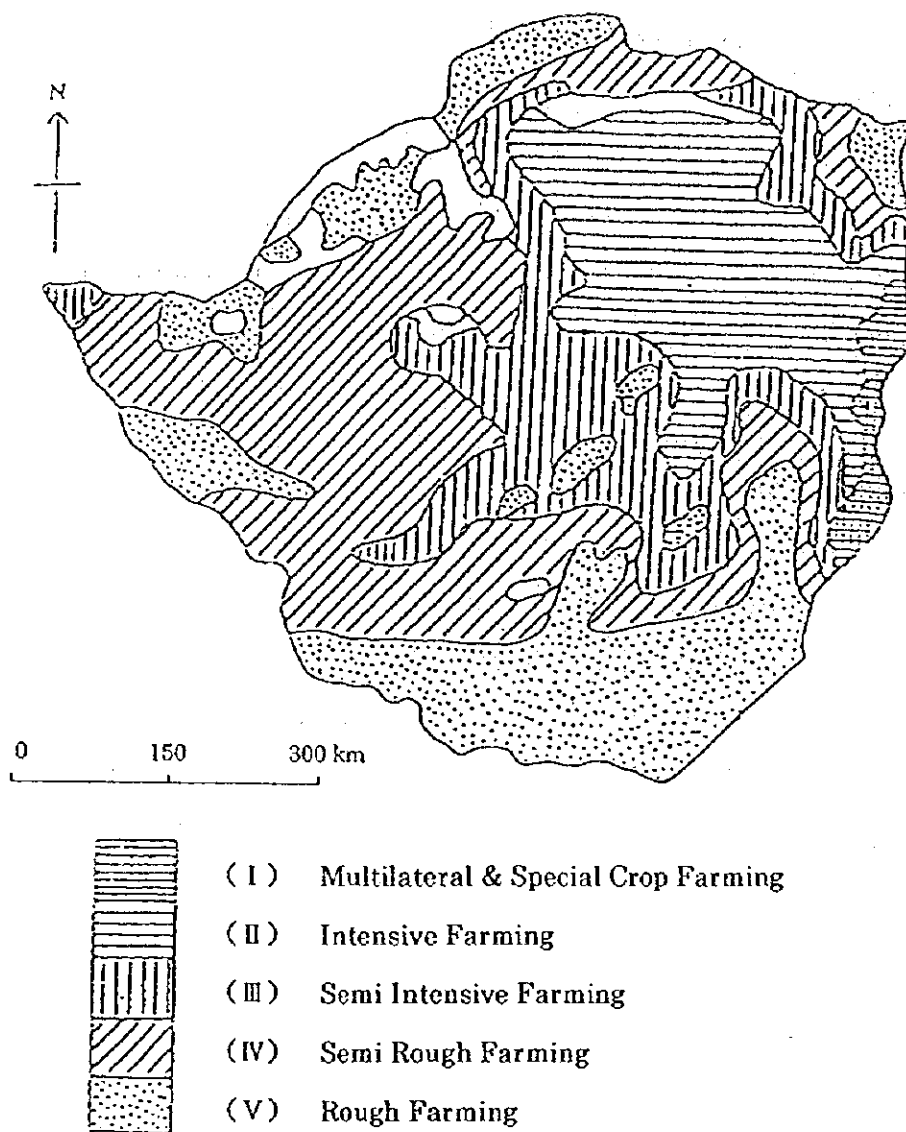 N
0 150 300 km
(I) Multilateral & Special Crop Farming
(II) Intensive Farming
(III) Semi Intensive Farming
(IV) Semi Rough Farming
(V) Rough Farming